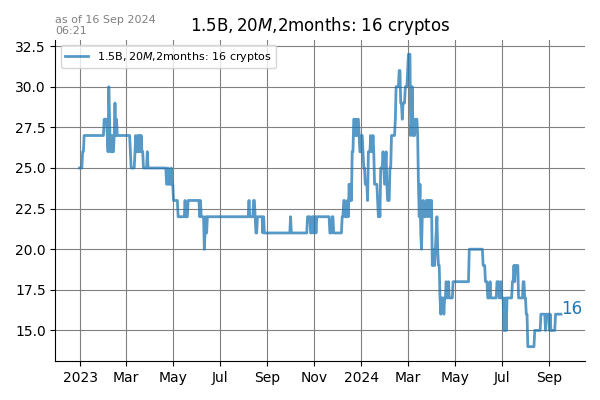 as of 16 Sep 2024
06:21
1.5B, 20M,2months: 16 cryptos
1.5B, 20M,2months: 16 cryptos
32.5
30.0
27.5
25.0
22.5
20.0
17.5
15.0
16
2023 Mar May Jul Sep Nov 2024 Mar May Jul Sep